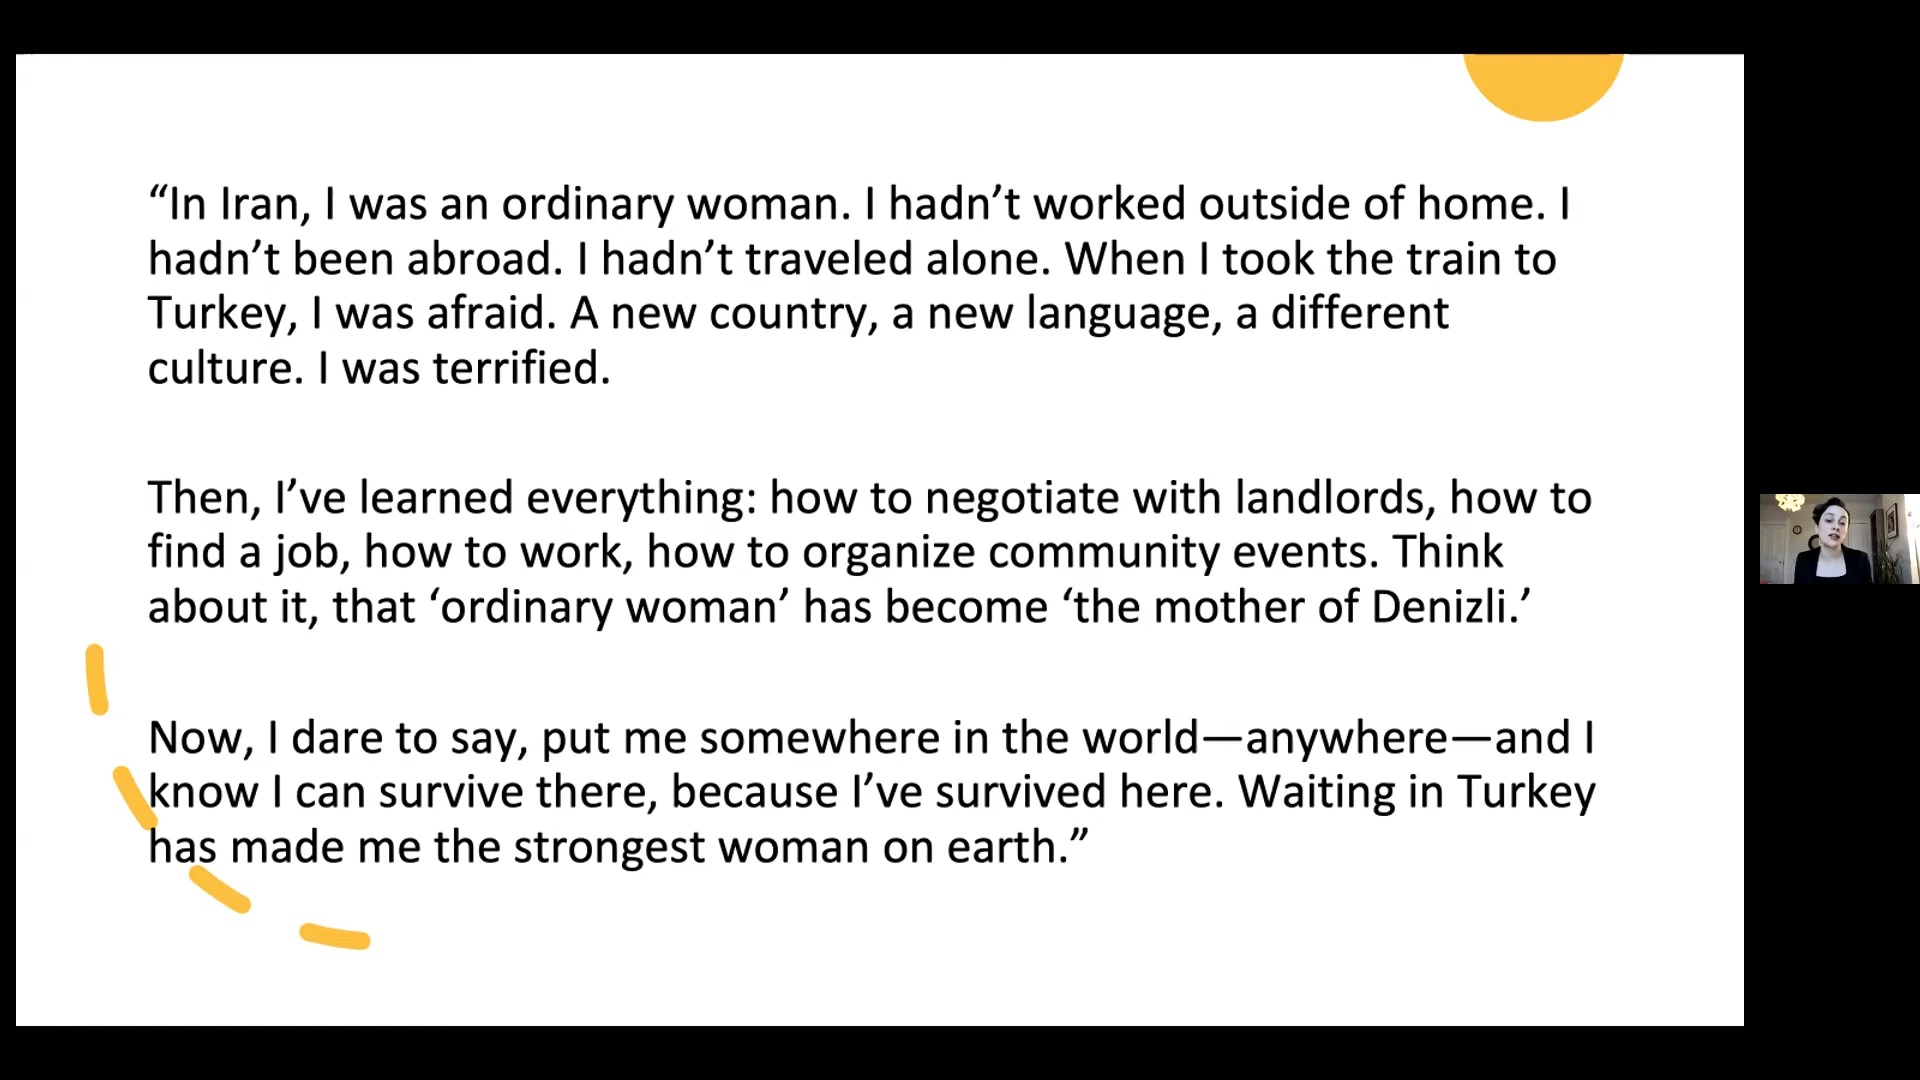 “In Iran, I was an ordinary woman. I hadn’t worked outside of home. I
hadn’t been abroad. I hadn’t traveled alone. When I took the train to
Turkey, I was afraid. A new country, a new language, a different
culture. I was terrified.
Then, I’ve learned everything: how to negotiate with landlords, how to
find a job, how to work, how to organize community events. Think
about it, that ‘ordinary woman’ has become ‘the mother of Denizli.’
Now, I dare to say, put me somewhere in the world—anywhere—and I
know I can survive there, because I’ve survived here. Waiting in Turkey
has made me the strongest woman on earth.”